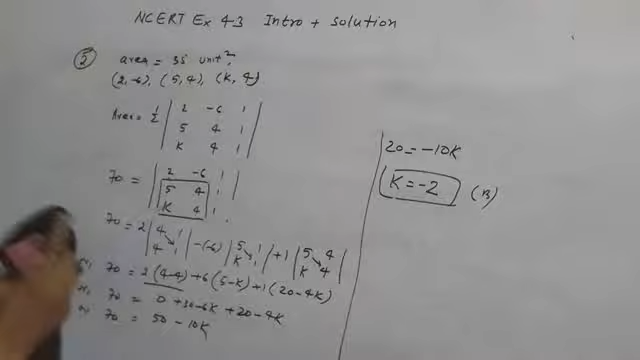 NCERT Ex 4.3 Intro + solution
⑤ area = 35 unit².
(2,-6), (5,4), (K,4)
Area = 1/2 | 2 -6 1 |
| 5 4 1 |
| K 4 1 |
70 = | 2 -6 1 |
| 5 4 1 |
| K 4 1 |
70 = 2 | 4 1 | -(-6) | 5 1 | +1 | 5 4 |
| 4 1 | | K 1 | | K 4 |
70 = 2(4-4)+6(5-K)+1(20-4K)
70 = 0+30-6K+20-4K
70 = 50-10K
20 = -10K
K = -2